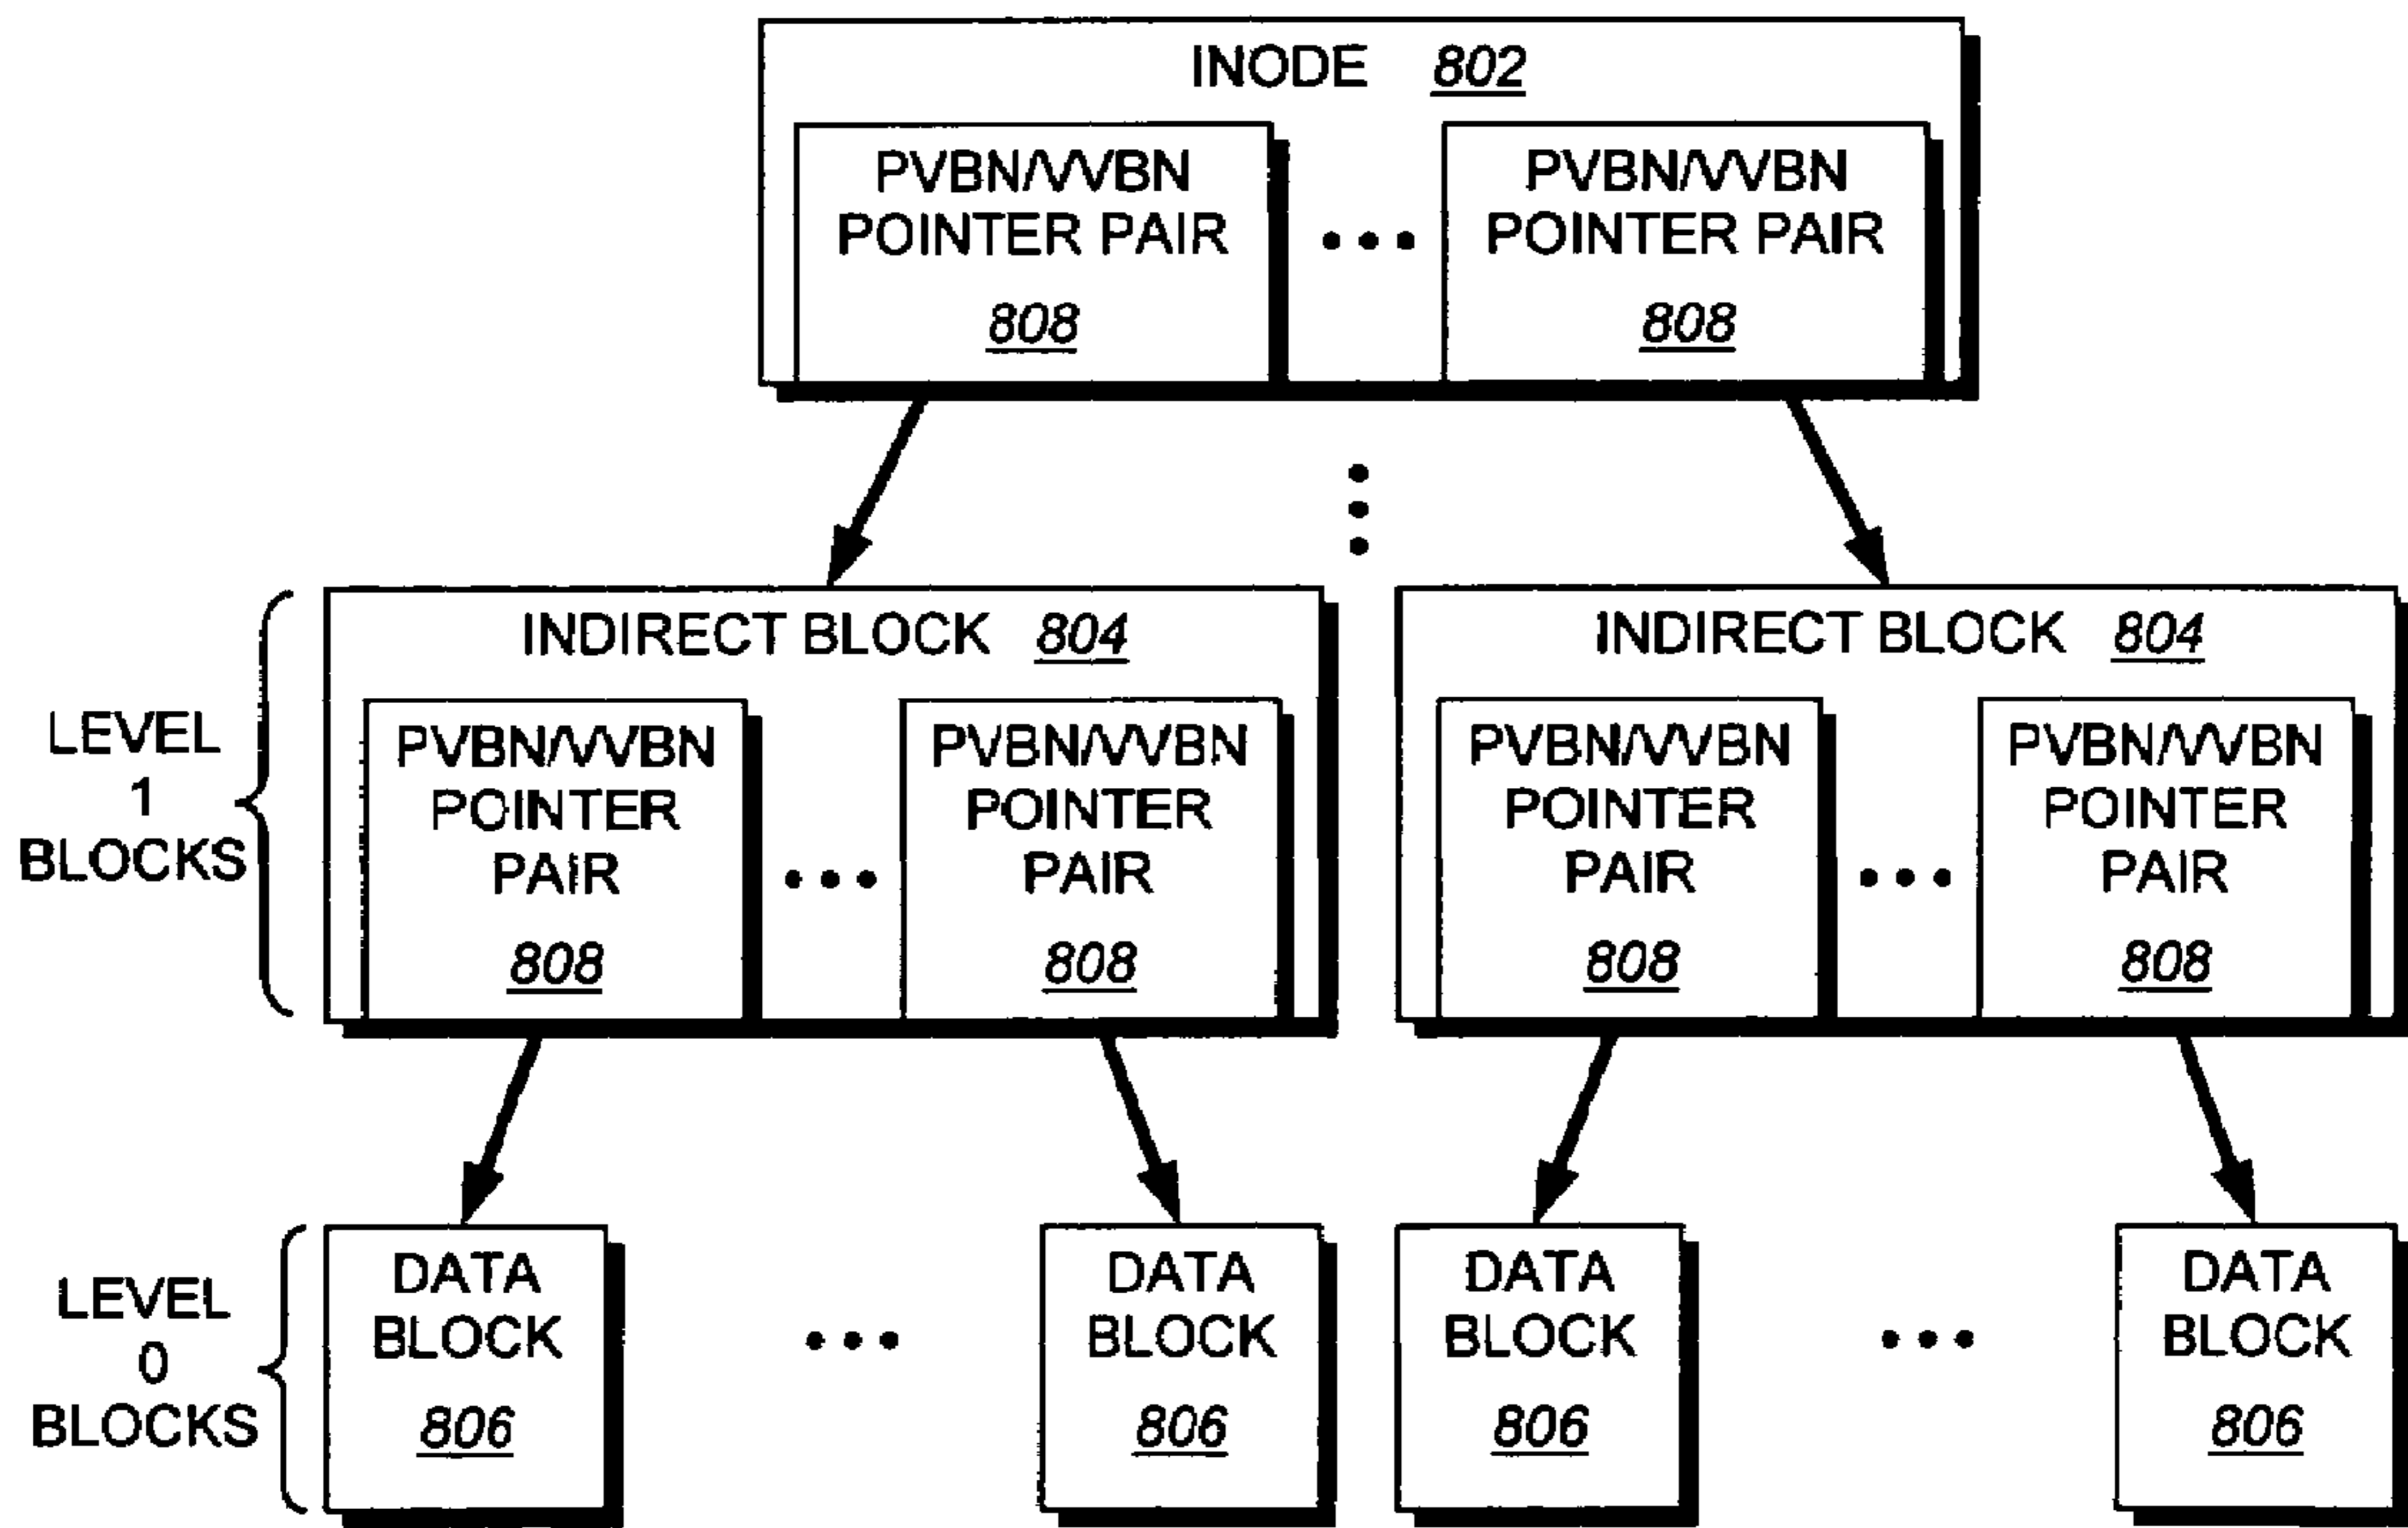 INODE 802
PVBN/VVBN
POINTER PAIR
808
PVBN/VVBN
POINTER PAIR
808
LEVEL
1
BLOCKS
INDIRECT BLOCK 804
PVBN/VVBN
POINTER
PAIR
808
PVBN/VVBN
POINTER
PAIR
808
INDIRECT BLOCK 804
PVBN/VVBN
POINTER
PAIR
808
PVBN/VVBN
POINTER
PAIR
808
LEVEL
0
BLOCKS
DATA
BLOCK
806
DATA
BLOCK
806
DATA
BLOCK
806
DATA
BLOCK
806